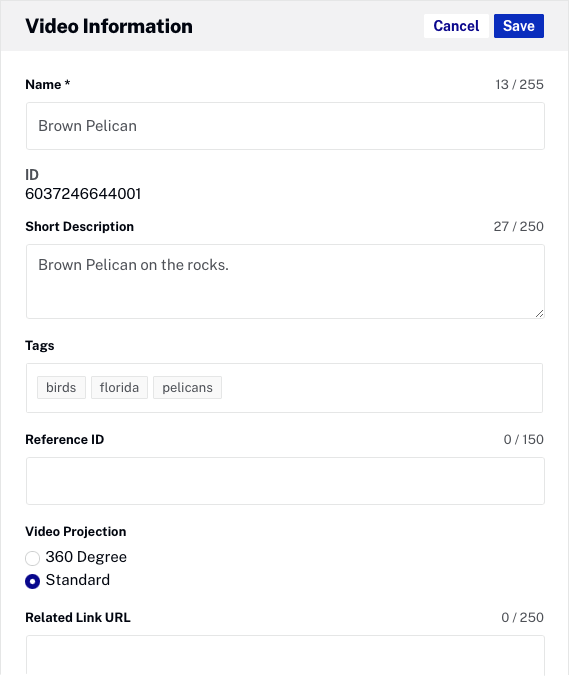 Video Information Cancel Save
Name * 13 / 255
Brown Pelican
ID
6037246644001
Short Description 27 / 250
Brown Pelican on the rocks.
Tags
birds florida pelicans
Reference ID 0 / 150
Video Projection
360 Degree
Standard
Related Link URL 0 / 250